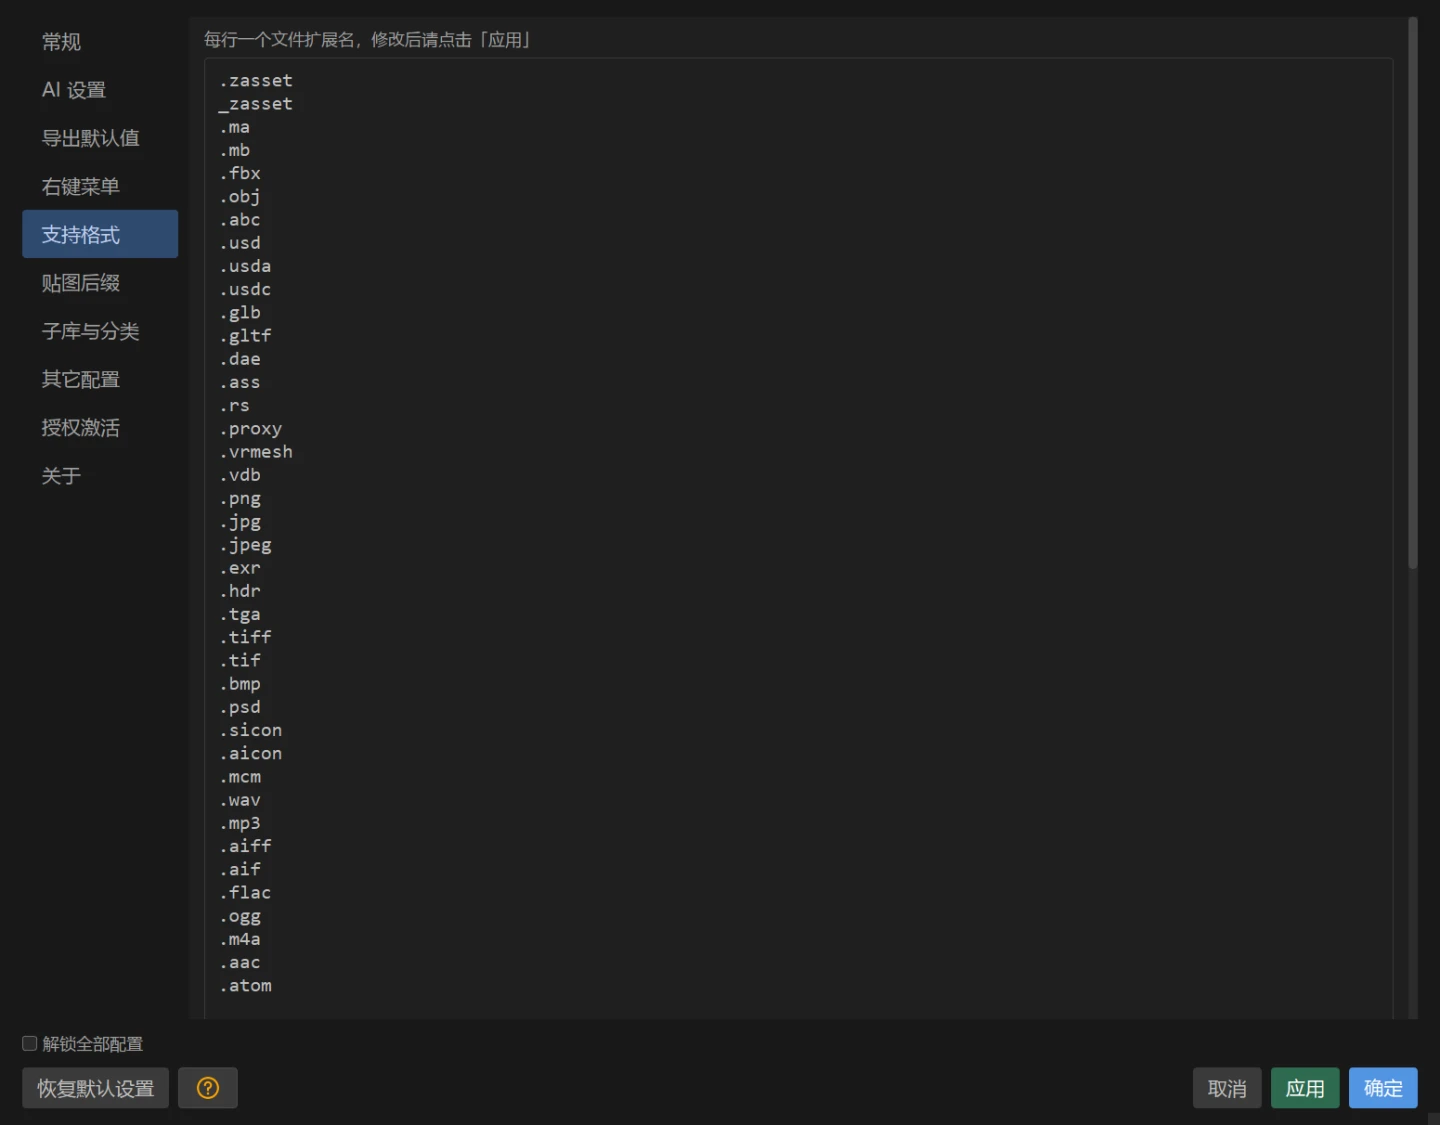 常规
AI 设置
导出默认值
右键菜单
支持格式
贴图后缀
子库与分类
其它配置
授权激活
关于
每行一个文件扩展名，修改后请点击「应用」
.zasset
_zasset
.ma
.mb
.fbx
.obj
.abc
.usd
.usda
.usdc
.glb
.gltf
.dae
.ass
.rs
.proxy
.vrmesh
.vdb
.png
.jpg
.jpeg
.exr
.hdr
.tga
.tiff
.tif
.bmp
.psd
.sicon
.aicon
.mcm
.wav
.mp3
.aiff
.aif
.flac
.ogg
.m4a
.aac
.atom
解锁全部配置
恢复默认设置
?
取消
应用
确定